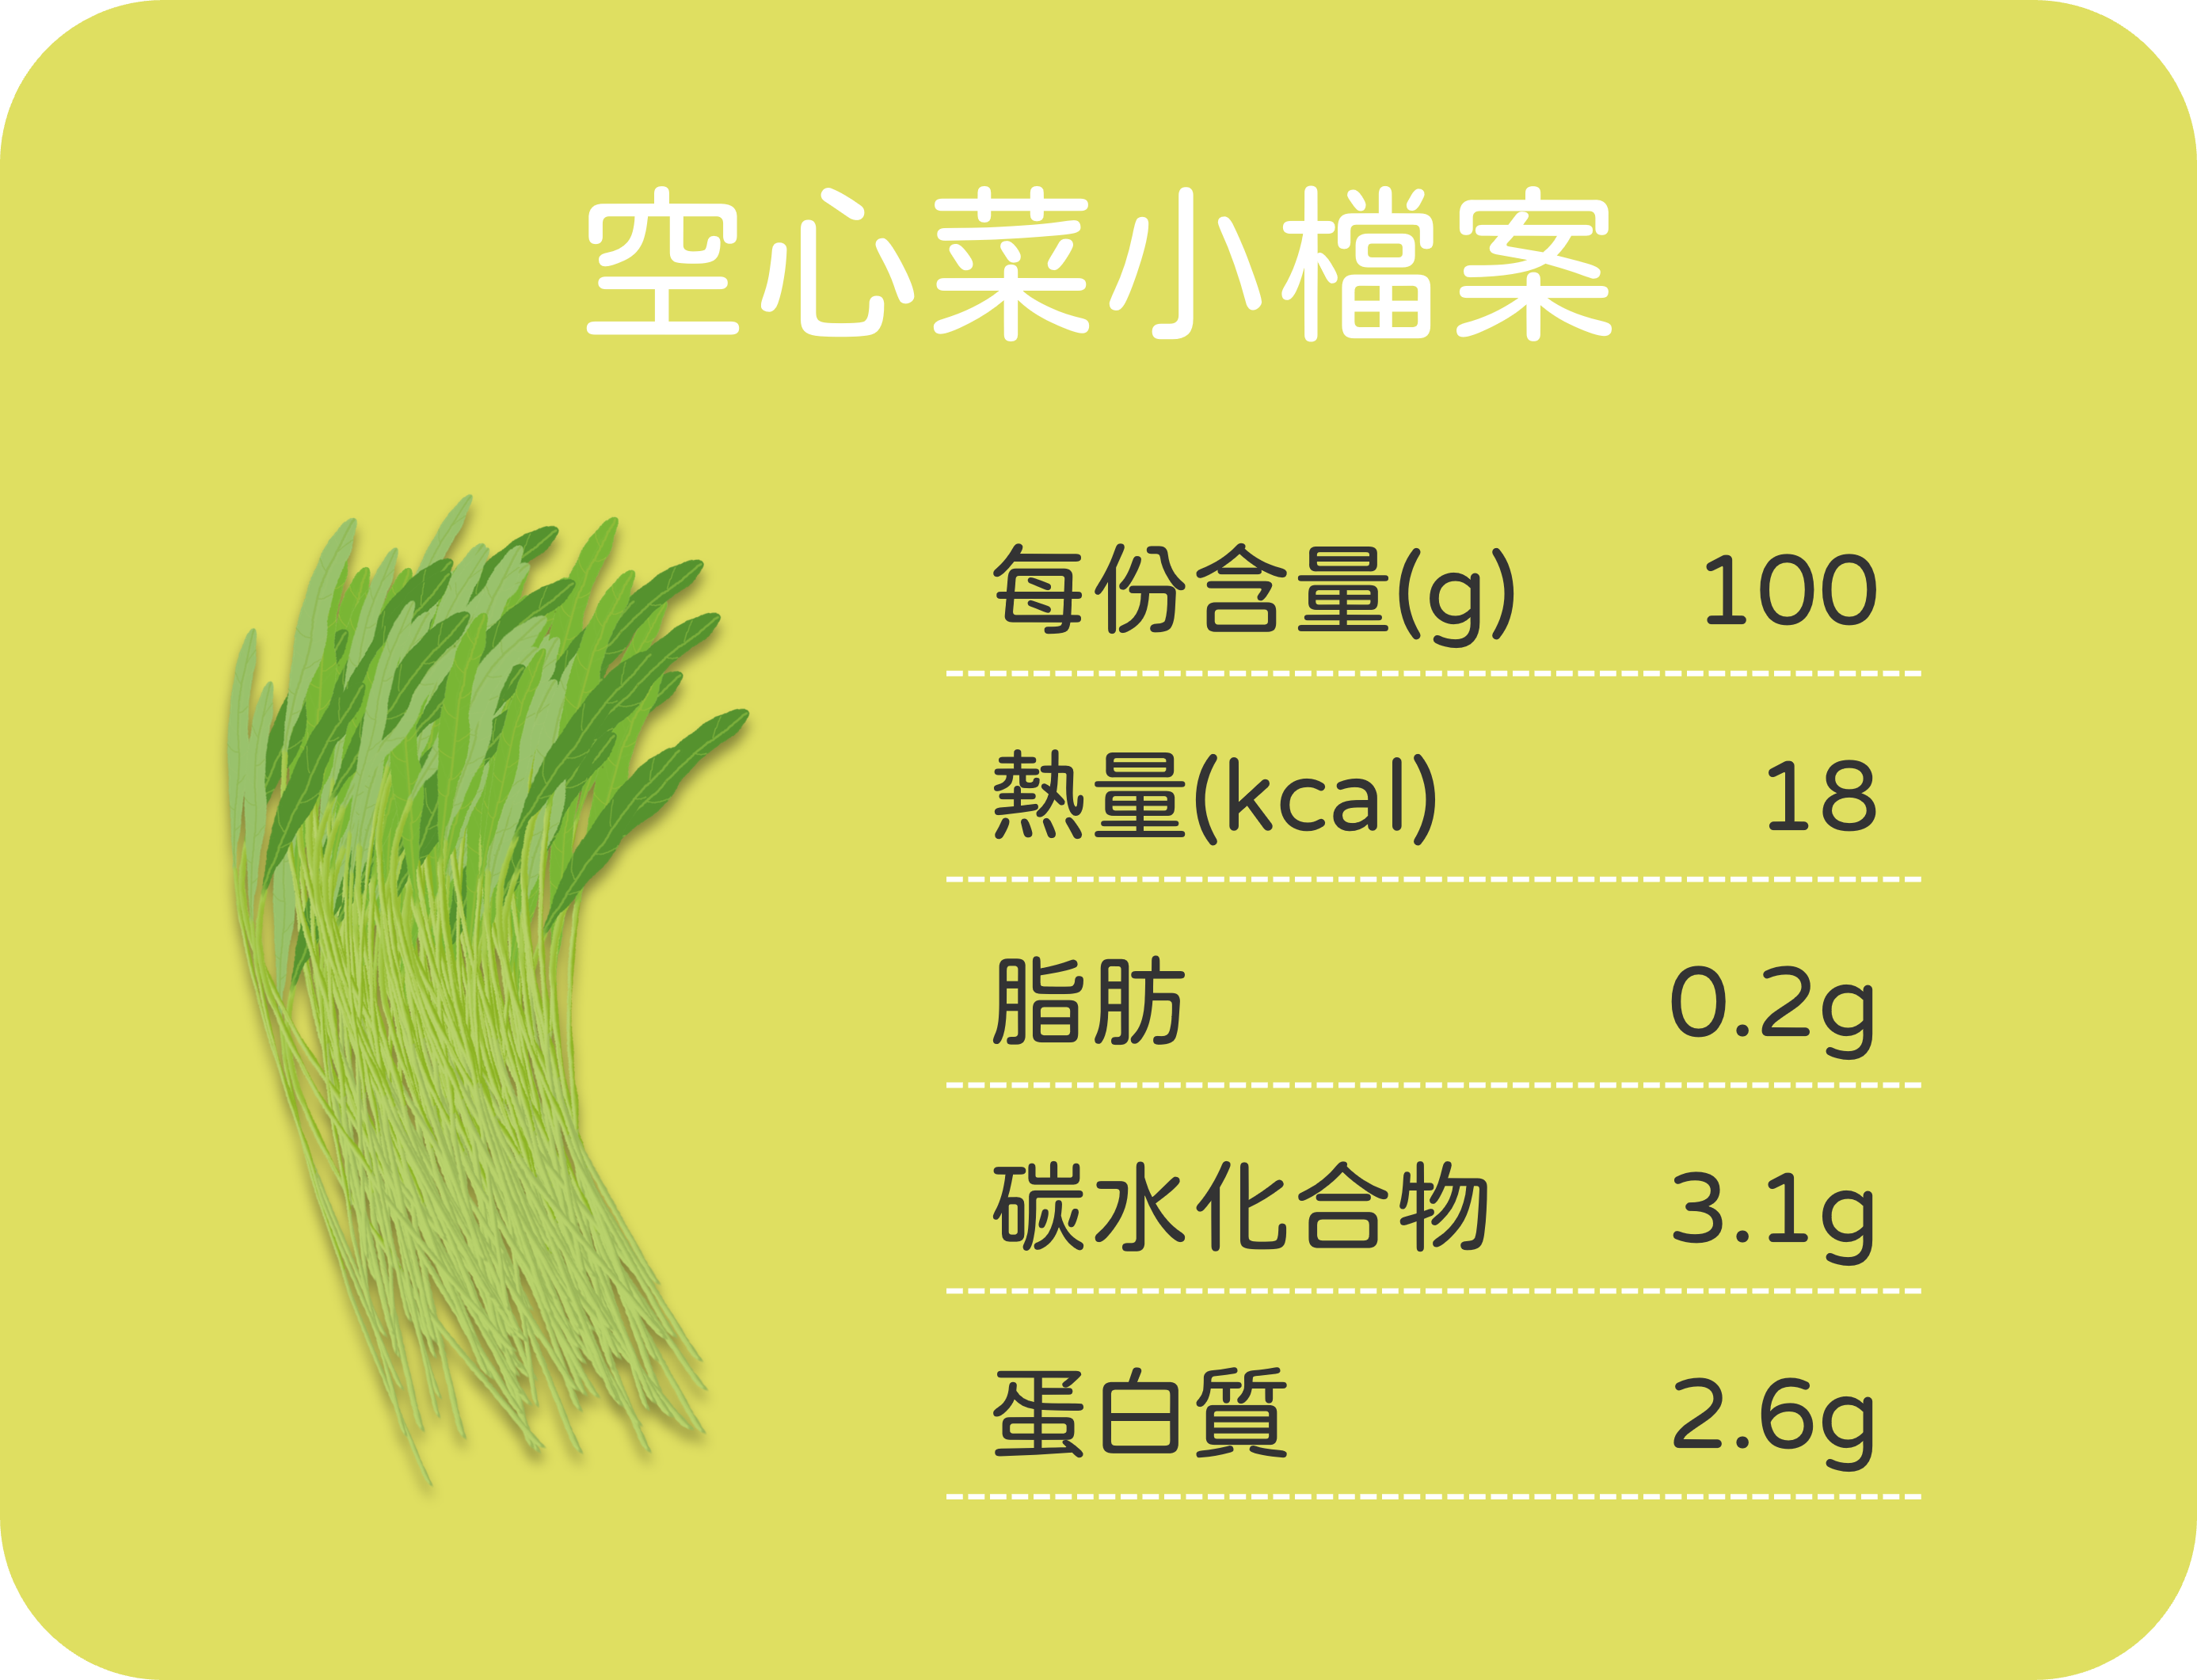 空心菜小檔案
每份含量(g) 100
熱量(kcal) 18
脂肪 0.2g
碳水化合物 3.1g
蛋白質 2.6g